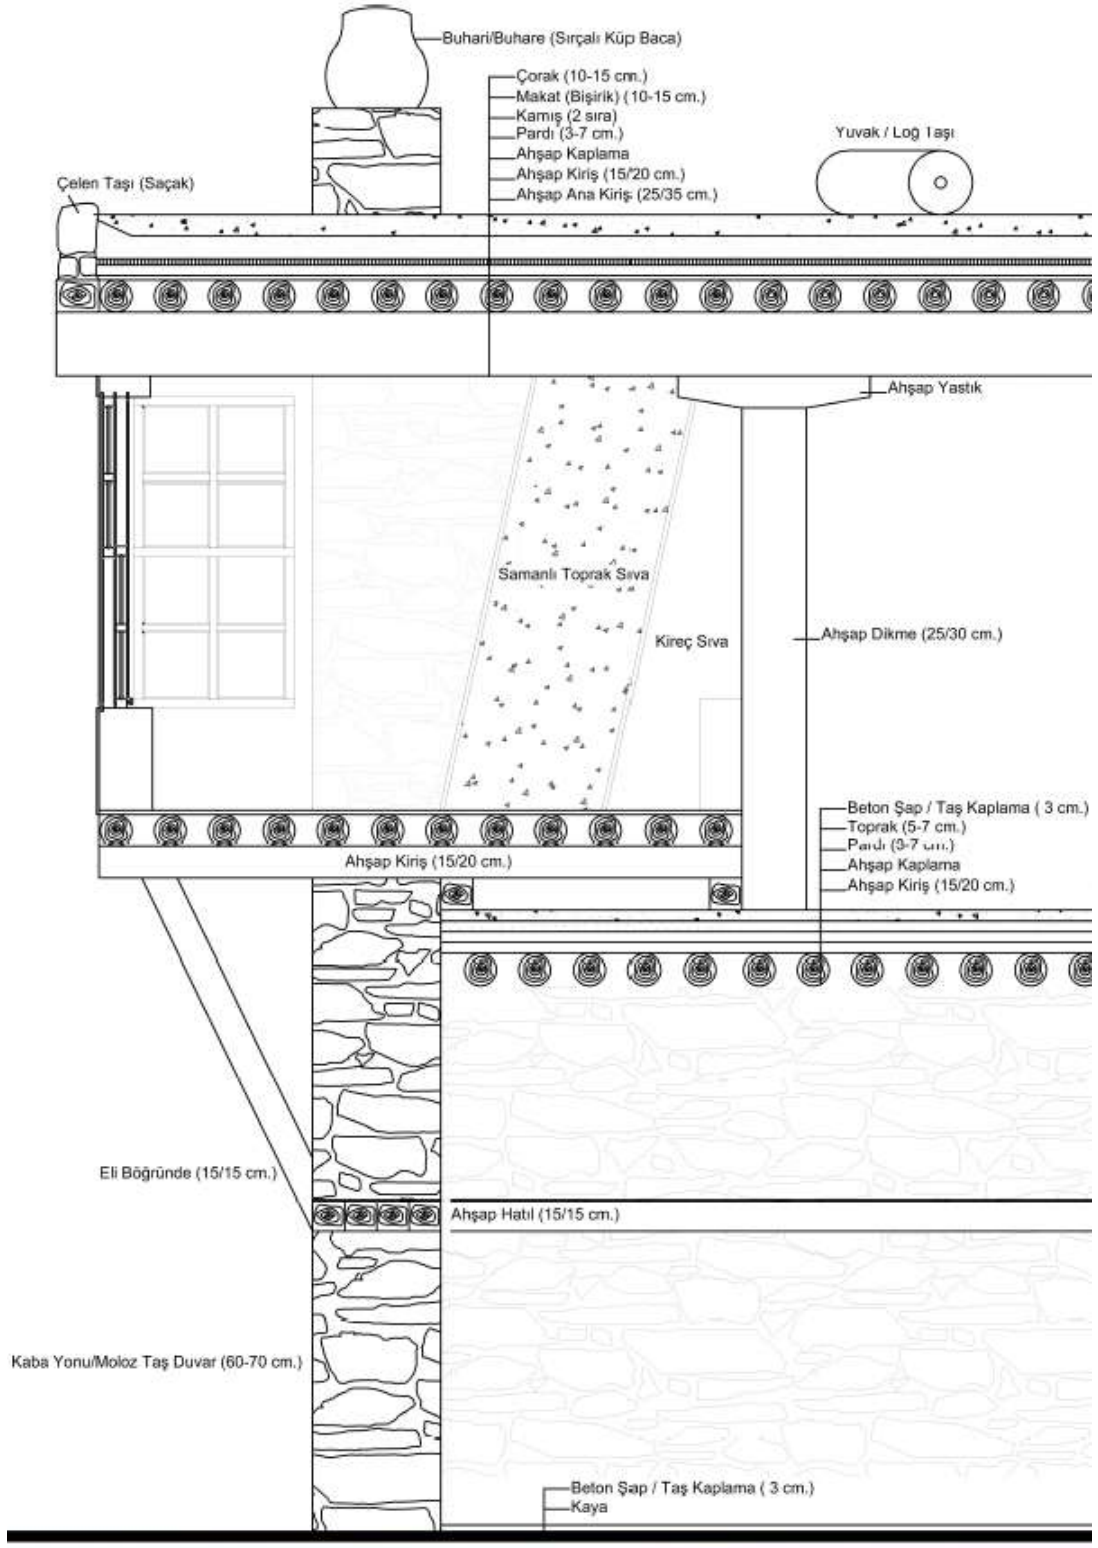 Buhari/Buhare (Sırçalı Küp Baca)
Çorak (10-15 cm.)
Makat (Bişirik) (10-15 cm.)
Kamış (2 sıra)
Pardı (3-7 cm.)
Ahşap Kaplama
Ahşap Kiriş (15/20 cm.)
Ahşap Ana Kiriş (25/35 cm.)
Yuvak / Loğ Taşı
Çelen Taşı (Saçak)
Ahşap Yastık
Samanlı Toprak Sıva
Kireç Sıva
Ahşap Dikme (25/30 cm.)
Beton Şap / Taş Kaplama ( 3 cm.)
Toprak (5-7 cm.)
Pardı (3-7 cm.)
Ahşap Kaplama
Ahşap Kiriş (15/20 cm.)
Ahşap Kiriş (15/20 cm.)
Eli Böğründe (15/15 cm.)
Ahşap Hatıl (15/15 cm.)
Kaba Yonu/Moloz Taş Duvar (60-70 cm.)
Beton Şap / Taş Kaplama ( 3 cm.)
Kaya